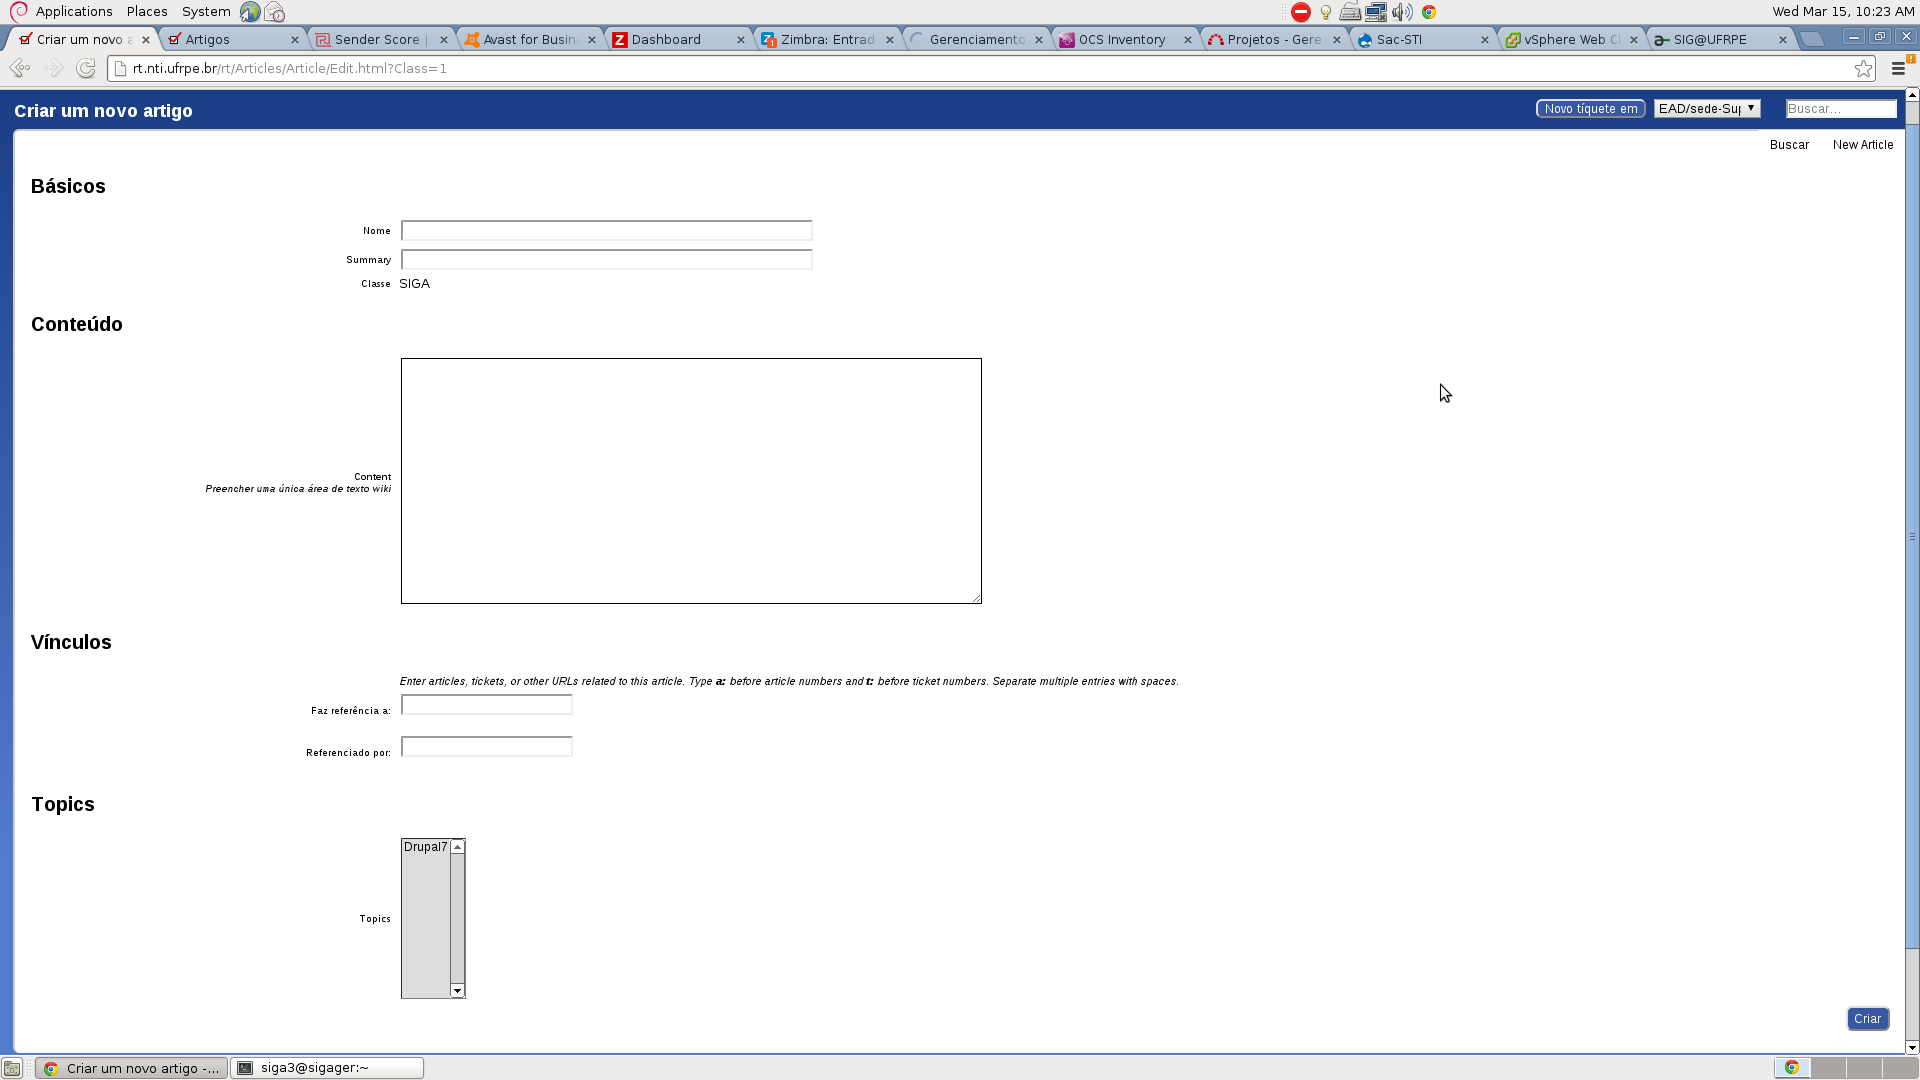 Applications Places System Wed Mar 15, 10:23 AM
Criar um novo a Artigos Sender Score | Avast for Busin Dashboard Zimbra: Entrad Gerenciamento OCS Inventory Projetos - Gere Sac-STI vSphere Web Cl SIG@UFRPE
rt.nti.ufrpe.br/rt/Articles/Article/Edit.html?Class=1
Criar um novo artigo Novo tíquete em EAD/sede-Sup Buscar...
Buscar New Article
Básicos
Nome
Summary
Classe SIGA
Conteúdo
Content
Preencher uma única área de texto wiki
Vínculos
Enter articles, tickets, or other URLs related to this article. Type a: before article numbers and t: before ticket numbers. Separate multiple entries with spaces.
Faz referência a:
Referenciado por:
Topics
Drupal7
Topics
Criar
Criar um novo artigo -... siga3@sigager:~